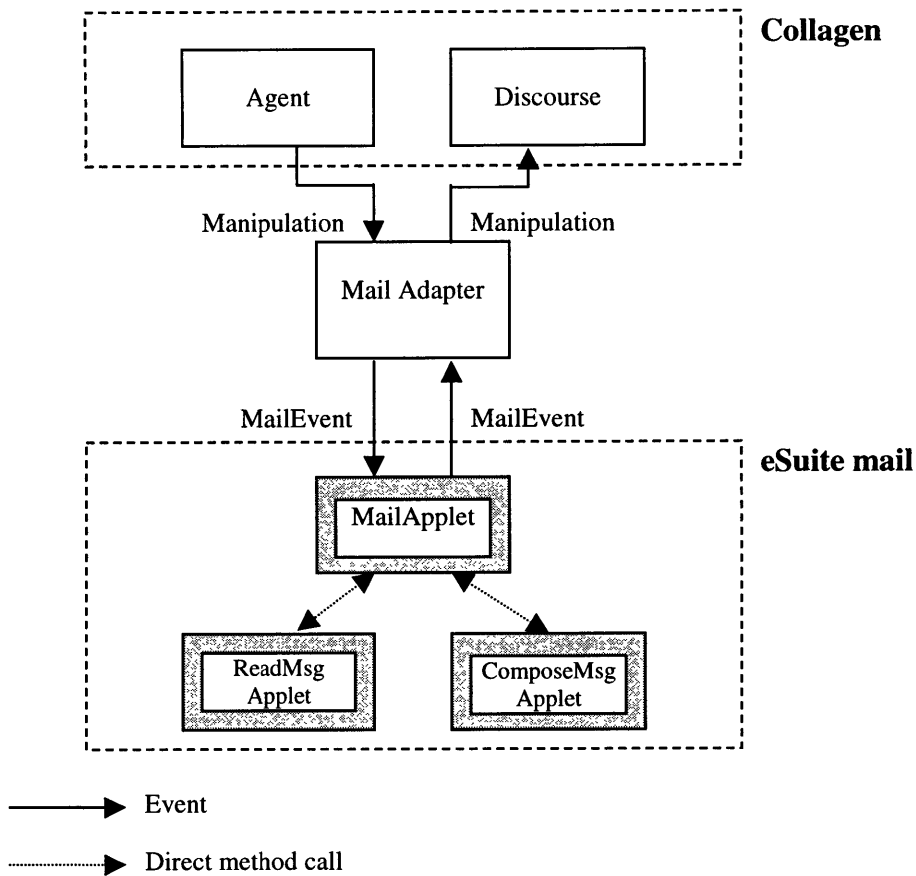 Collagen
Agent
Discourse
Manipulation
Manipulation
Mail Adapter
MailEvent
MailEvent
eSuite mail
MailApplet
ReadMsg
Applet
ComposeMsg
Applet
Event
Direct method call